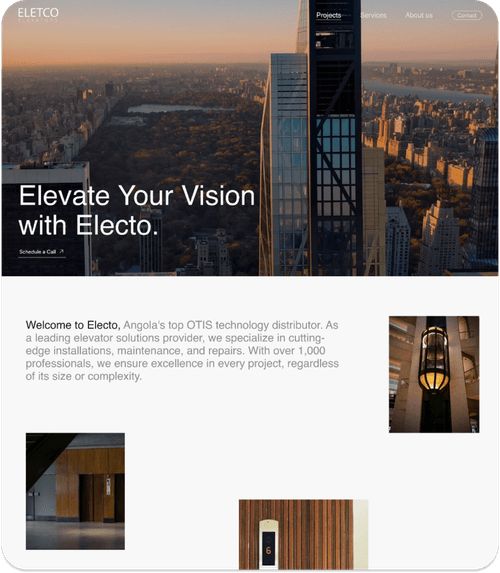 ELETCO
Projects
Services
About us
Contact
Elevate Your Vision
with Electo.
Schedule a Call
Welcome to Electo, Angola's top OTIS technology distributor. As
a leading elevator solutions provider, we specialize in cutting-
edge installations, maintenance, and repairs. With over 1,000
professionals, we ensure excellence in every project, regardless
of its size or complexity.
6